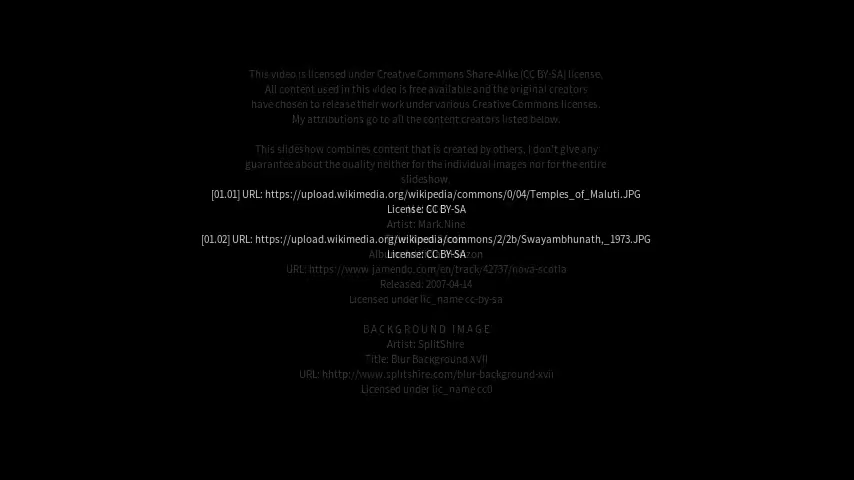 This video is licensed under Creative Commons Share-Alike (CC BY-SA) license.
All content used in this video is free available and the original creators
have chosen to release their work under various Creative Commons licenses.
My attributions go to all the content creators listed below.
This slideshow combines content that is created by others. I don't give any
guarantee about the quality neither for the individual images nor for the entire
slideshow.
[01.01] URL: https://upload.wikimedia.org/wikipedia/commons/0/04/Temples_of_Maluti.JPG
License: CC BY-SA
Artist: Mark Nine
[01.02] URL: https://upload.wikimedia.org/wikipedia/commons/2/2b/Swayambhunath,_1973.JPG
License: CC BY-SA
URL: https://www.jamendo.com/en/track/42737/nova-scotia
Released: 2007-04-14
Licensed under lic_name cc-by-sa
BACKGROUND IMAGE
Artist: SplitShire
Title: Blur Background XVII
URL: hhttp://www.splitshire.com/blur-background-xvii
Licensed under lic_name cc0